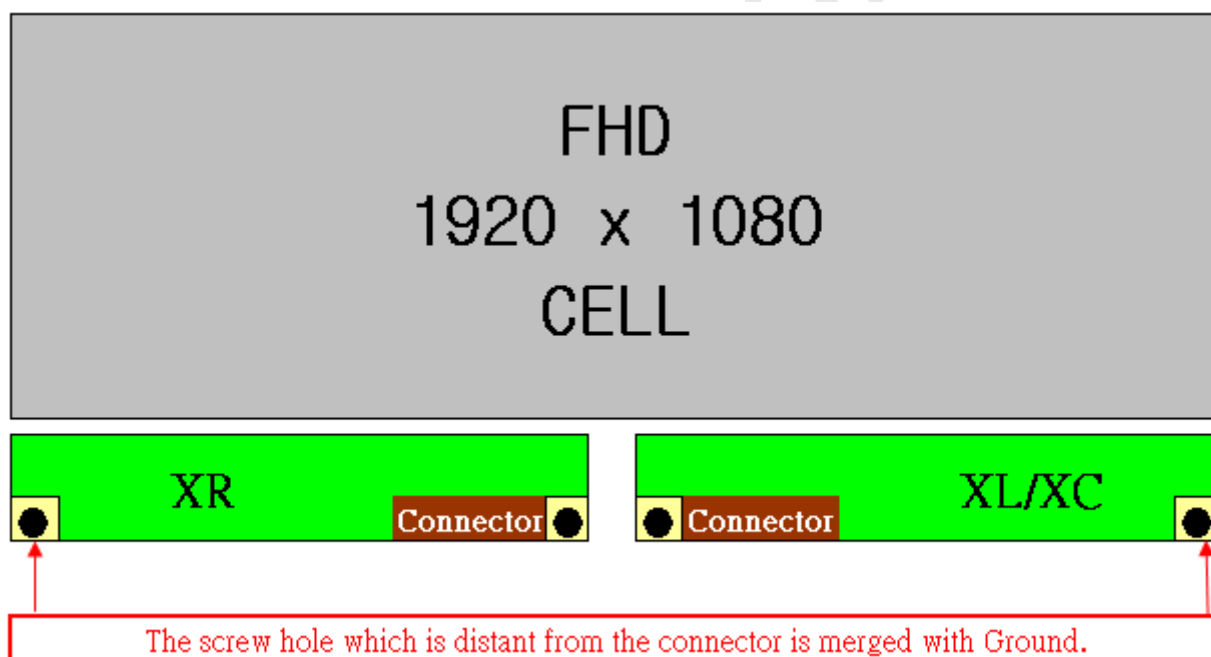 FHD
1920 x 1080
CELL
XR
XL/XC
Connector
Connector
The screw hole which is distant from the connector is merged with Ground.